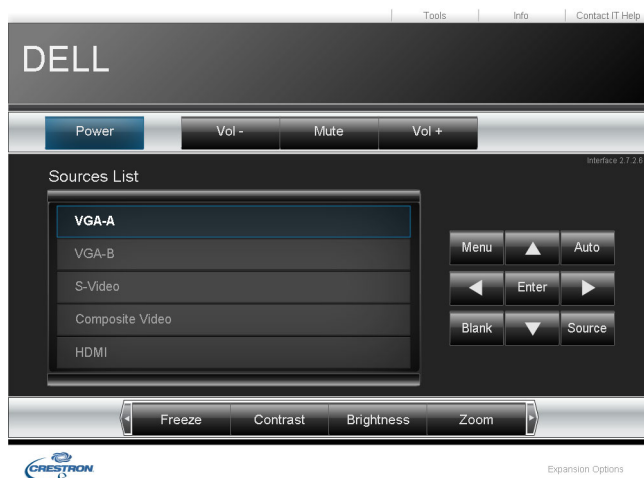 Tools Info Contact IT Help
DELL
Power Vol - Mute Vol +
Interface 2.7.2.6
Sources List
VGA-A
VGA-B
S-Video
Composite Video
HDMI
Menu Auto
Enter
Blank Source
Freeze Contrast Brightness Zoom
CRESTRON
Expansion Options